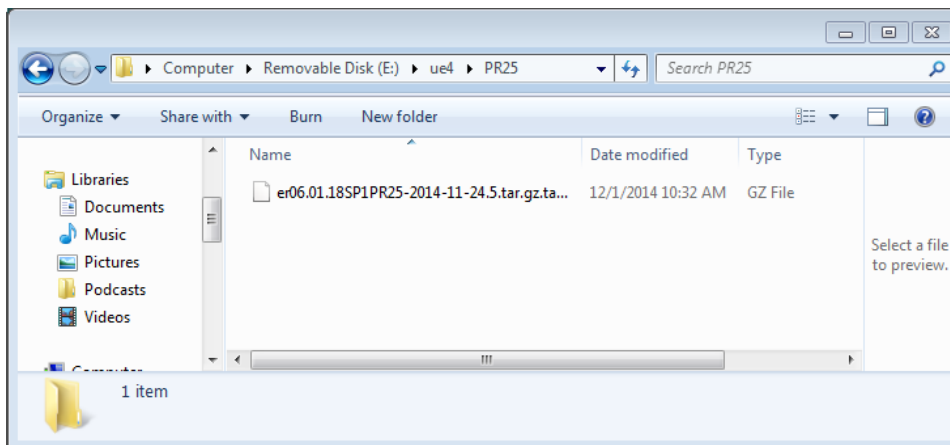 Computer Removable Disk (E:) ue4 PR25 Search PR25
Organize Share with Burn New folder
Name Date modified Type
Libraries
er06.01.18SP1PR25-2014-11-24.5.tar.gz.ta... 12/1/2014 10:32 AM GZ File
Documents
Music
Pictures
Podcasts
Videos
Select a file
to preview.
Computer
1 item